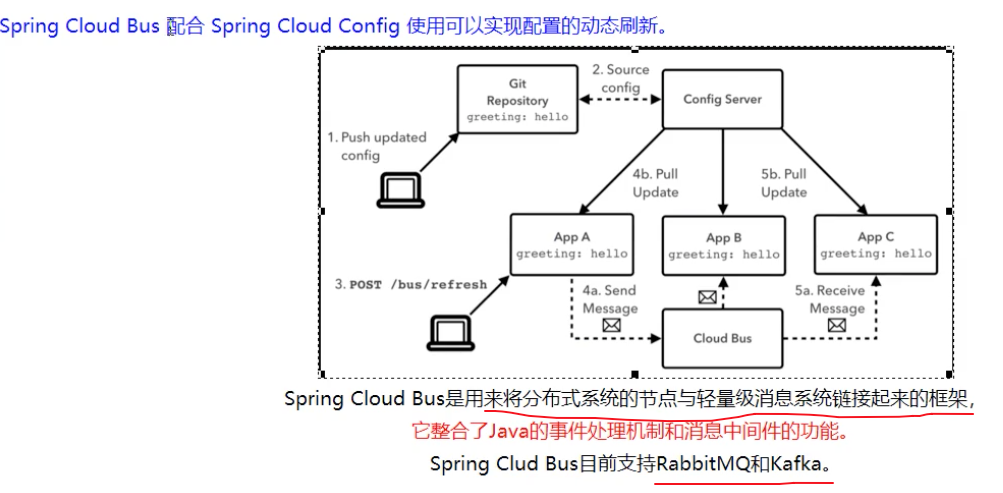 Spring Cloud Bus 配合 Spring Cloud Config 使用可以实现配置的动态刷新。
Git
Repository
greeting: hello
2. Source
config
Config Server
1. Push updated
config
4b. Pull
Update
5b. Pull
Update
App A
greeting: hello
App B
greeting: hello
App C
greeting: hello
3. POST /bus/refresh
4a. Send
Message
5a. Receive
Message
Cloud Bus
Spring Cloud Bus是用来将分布式系统的节点与轻量级消息系统链接起来的框架,
它整合了Java的事件处理机制和消息中间件的功能。
Spring Clud Bus目前支持RabbitMQ和Kafka。